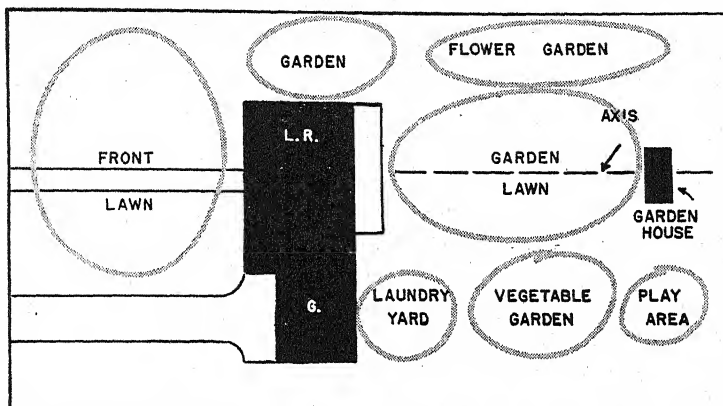 GARDEN
FLOWER GARDEN
L.R.
AXIS
FRONT
LAWN
GARDEN
LAWN
GARDEN
HOUSE
G.
LAUNDRY
YARD
VEGETABLE
GARDEN
PLAY
AREA